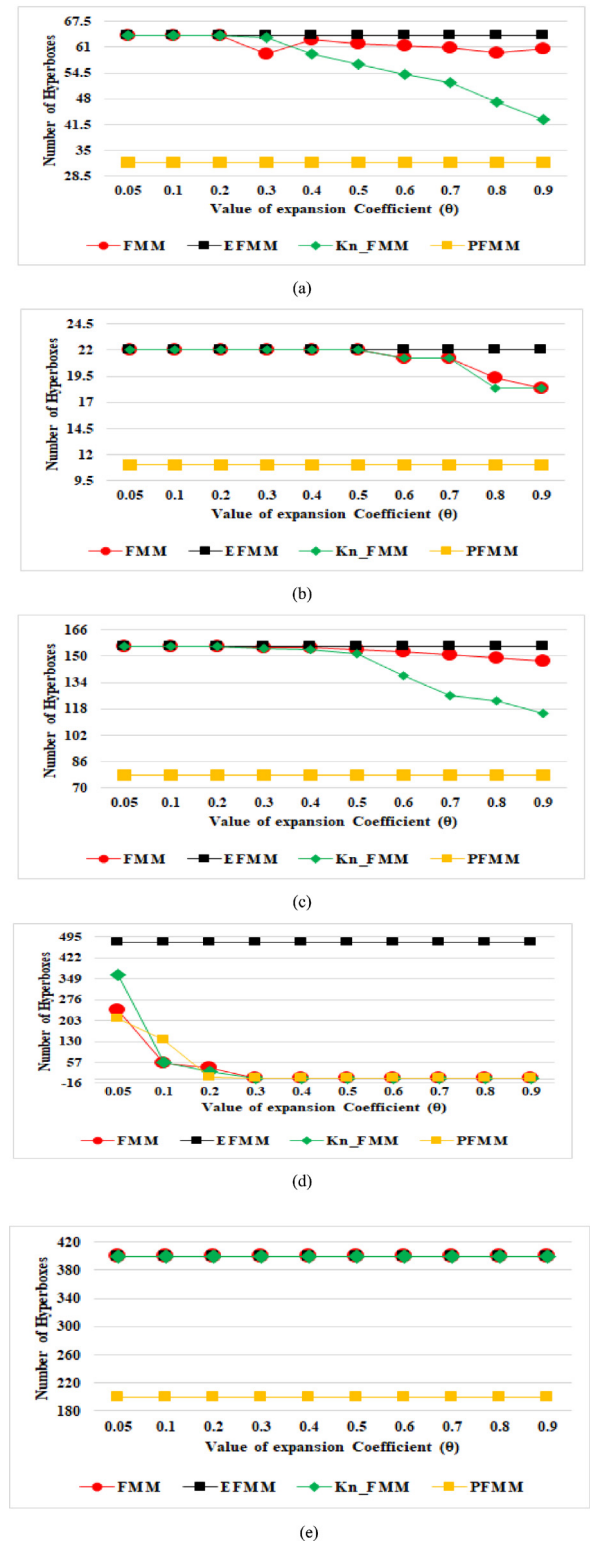 67.5
61
54.5
48
41.5
35
28.5
Number of Hyperboxes
0.05 0.1 0.2 0.3 0.4 0.5 0.6 0.7 0.8 0.9
Value of expansion Coefficient (θ)
FMM EFMM Kn_FMM PFMM
(a)
24.5
22
19.5
17
14.5
12
9.5
Number of Hyperboxes
0.05 0.1 0.2 0.3 0.4 0.5 0.6 0.7 0.8 0.9
Value of expansion Coefficient (θ)
FMM EFMM Kn_FMM PFMM
(b)
166
150
134
118
102
86
70
Number of Hyperboxes
0.05 0.1 0.2 0.3 0.4 0.5 0.6 0.7 0.8 0.9
Value of expansion Coefficient (θ)
FMM EFMM Kn_FMM PFMM
(c)
495
422
349
276
203
130
57
-16
Number of Hyperboxes
0.05 0.1 0.2 0.3 0.4 0.5 0.6 0.7 0.8 0.9
Value of expansion Coefficient (θ)
FMM EFMM Kn_FMM PFMM
(d)
420
380
340
300
260
220
180
Number of Hyperboxes
0.05 0.1 0.2 0.3 0.4 0.5 0.6 0.7 0.8 0.9
Value of expansion Coefficient (θ)
FMM EFMM Kn_FMM PFMM
(e)